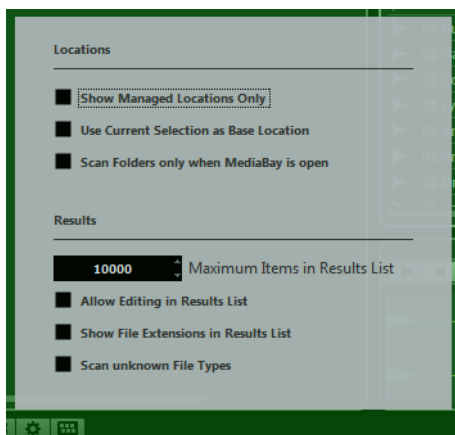 Locations
Show Managed Locations Only
Use Current Selection as Base Location
Scan Folders only when MediaBay is open
Results
10000 Maximum Items in Results List
Allow Editing in Results List
Show File Extensions in Results List
Scan unknown File Types